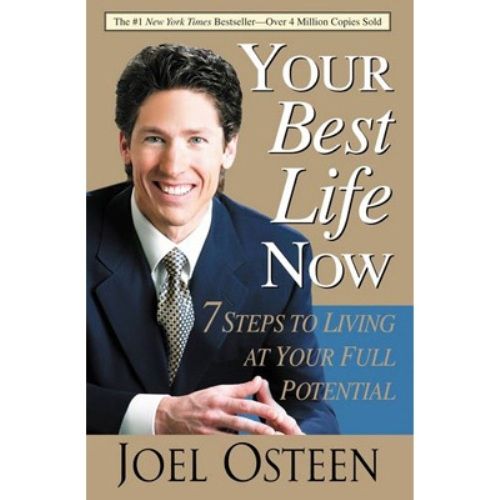 The #1 New York Times Bestseller—Over 4 Million Copies Sold
YOUR
Best
Life
NOW
7 STEPS TO LIVING
AT YOUR FULL
POTENTIAL
JOEL OSTEEN